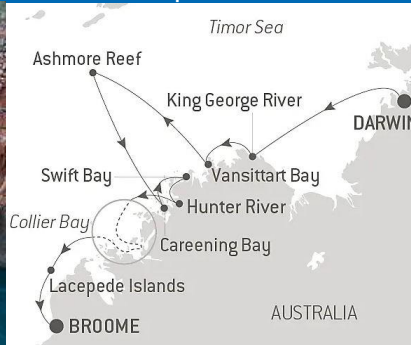 Timor Sea
Ashmore Reef
King George River
DARWIN
Swift Bay
Vansittart Bay
Hunter River
Collier Bay
Careening Bay
Lacepede Islands
AUSTRALIA
BROOME